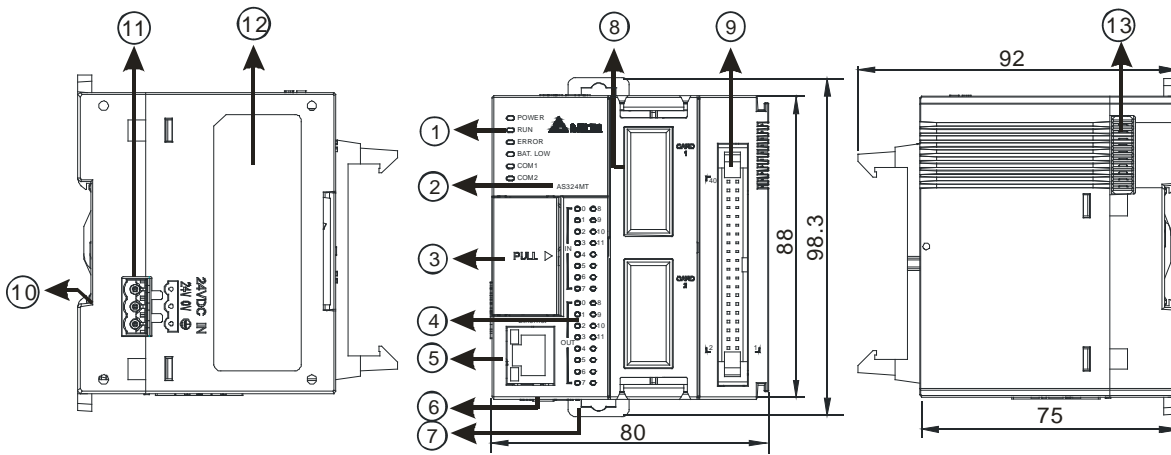 11
12
8
9
13
92
1
POWER
RUN
ERROR
BAT. LOW
COM1
COM2
2
AS324MT
CARD
1
40
3
PULL
IN
0 8
1 9
2 10
3 11
4
5
6
7
88
98.3
10
24V 0V
24VDC IN
4
OUT
0 8
1 9
2 10
3 11
4
5
6
7
5
CARD
2
2 1
6
7
80
75